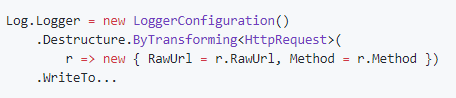 Log.Logger = new LoggerConfiguration()
    .Destructure.ByTransforming<HttpRequest>(
        r => new { RawUrl = r.RawUrl, Method = r.Method })
    .WriteTo...